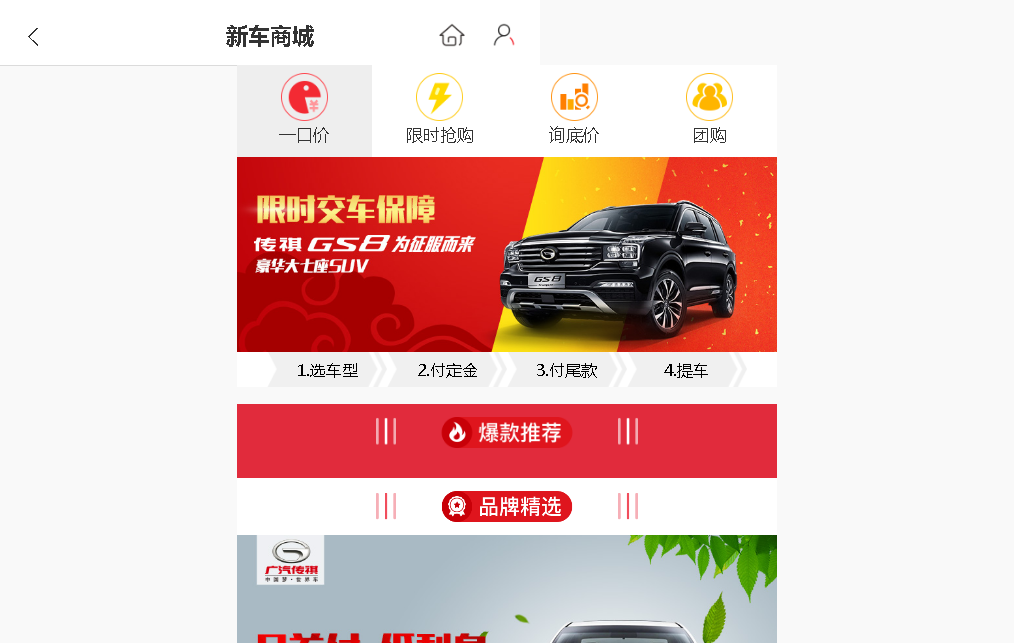 新车商城
一口价
限时抢购
询底价
团购
限时交车保障
传祺 GS8 为征服而来
豪华大七座SUV
GS8
1.选车型
2.付定金
3.付尾款
4.提车
爆款推荐
品牌精选
广汽传祺
中国梦·世界车